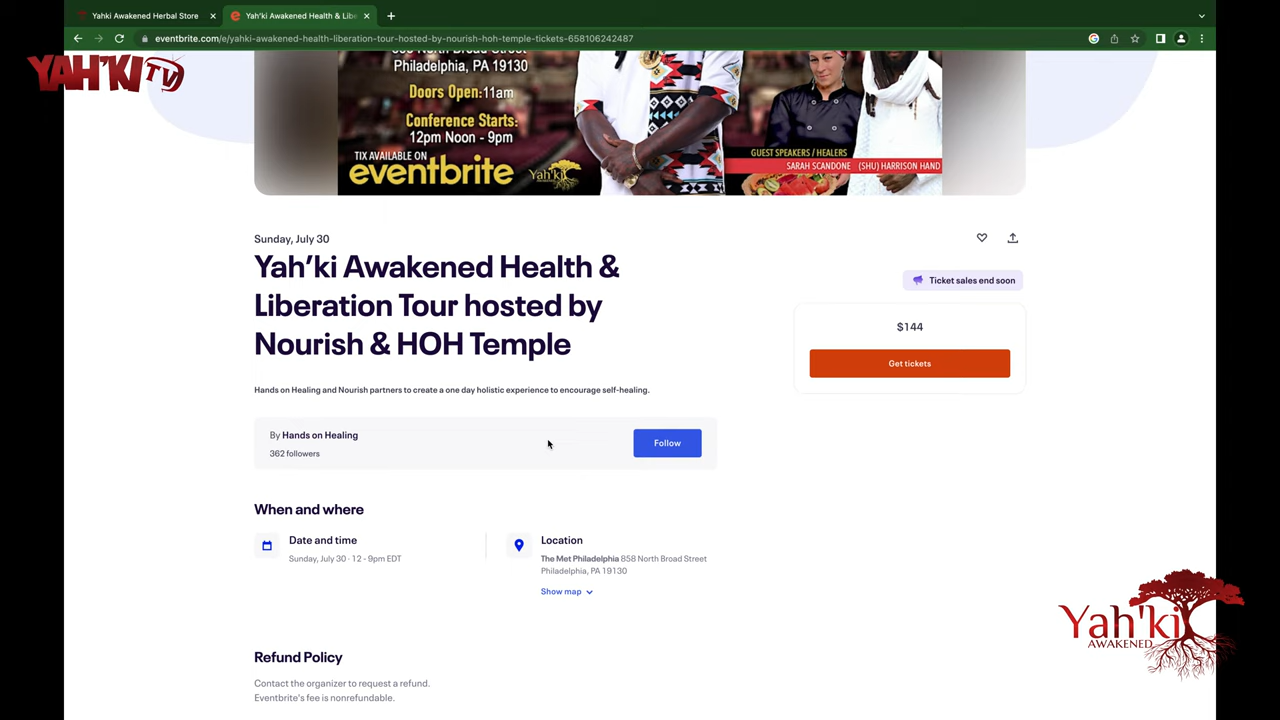 Yahki Awakened Herbal Store
Yah'ki Awakened Health & Libe
eventbrite.com/e/yahki-awakened-health-liberation-tour-hosted-by-nourish-hoh-temple-tickets-658106242487
YAH'KI TV
Philadelphia, PA 19130
Doors Open: 11am
Conference Starts:
12pm Noon - 9pm
TIX AVAILABLE ON
eventbrite
Yah'ki
GUEST SPEAKERS / HEALERS
SARAH SCANDONE (SHU) HARRISON HAND
Sunday, July 30
Yah’ki Awakened Health &
Liberation Tour hosted by
Nourish & HOH Temple
Ticket sales end soon
$144
Get tickets
Hands on Healing and Nourish partners to create a one day holistic experience to encourage self-healing.
By Hands on Healing
362 followers
Follow
When and where
Date and time
Sunday, July 30 · 12 - 9pm EDT
Location
The Met Philadelphia 858 North Broad Street
Philadelphia, PA 19130
Show map
Refund Policy
Contact the organizer to request a refund.
Eventbrite's fee is nonrefundable.
Yah'ki
AWAKENED